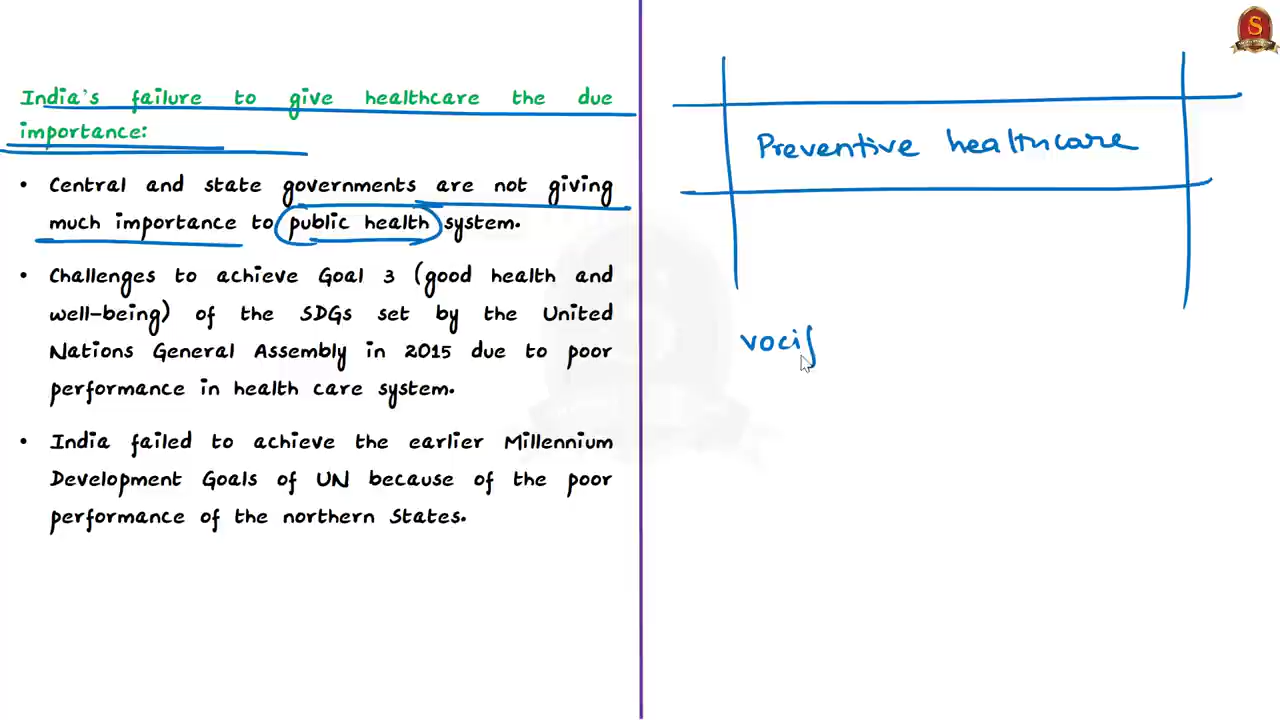 India's failure to give healthcare the due
importance:
• Central and state governments are not giving
much importance to public health system.
• Challenges to achieve Goal 3 (good health and
well-being) of the SDGs set by the United
Nations General Assembly in 2015 due to poor
performance in health care system.
• India failed to achieve the earlier Millennium
Development Goals of UN because of the poor
performance of the northern States.
Preventive healthcare
vocif
S